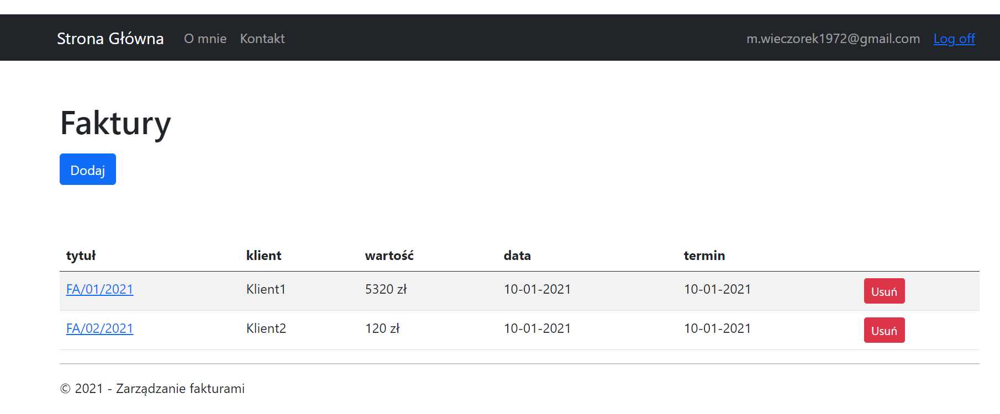 Strona Główna O mnie Kontakt m.wieczorek1972@gmail.com Log off
Faktury
Dodaj
tytuł klient wartość data termin
FA/01/2021 Klient1 5320 zł 10-01-2021 10-01-2021 Usuń
FA/02/2021 Klient2 120 zł 10-01-2021 10-01-2021 Usuń
© 2021 - Zarządzanie fakturami